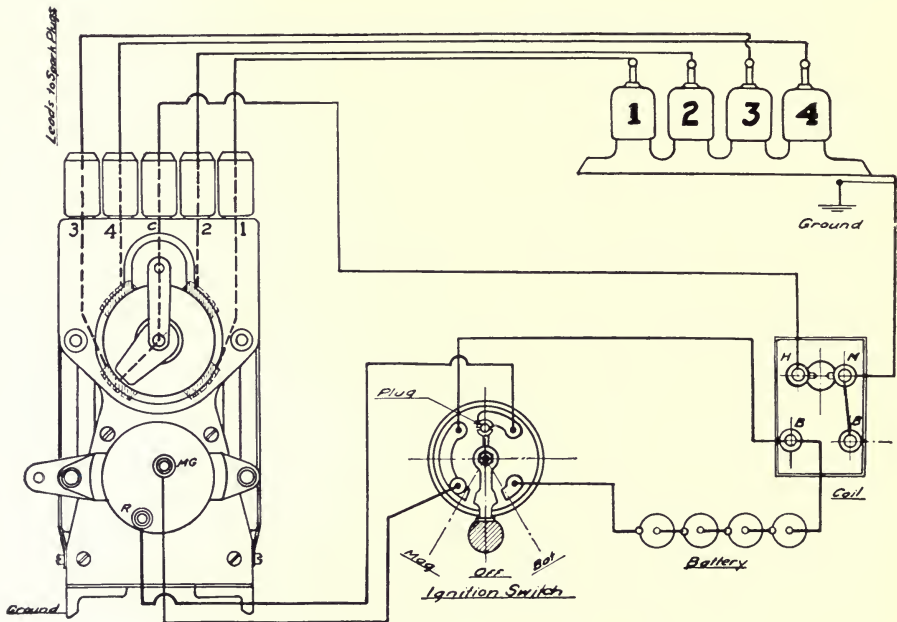 Leads to Spark Plugs
1 2 3 4
3 4 C 2 1
Ground
H M
B B
Coil
Plug
MG
R
Mag
Off
Bat
Ignition Switch
Battery
Ground